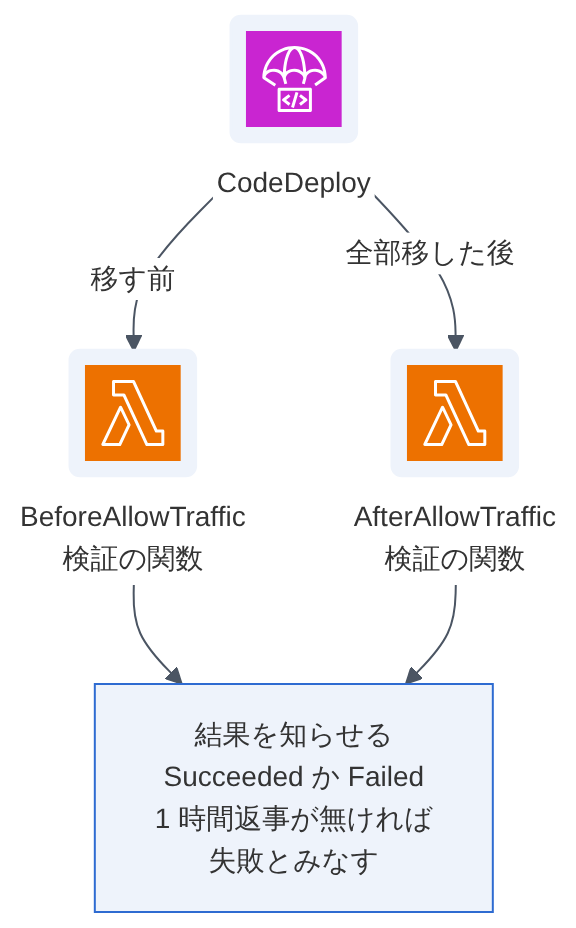 CodeDeploy
移す前
全部移した後
BeforeAllowTraffic
検証の関数
AfterAllowTraffic
検証の関数
結果を知らせる
Succeeded か Failed
1 時間返事が無ければ
失敗とみなす